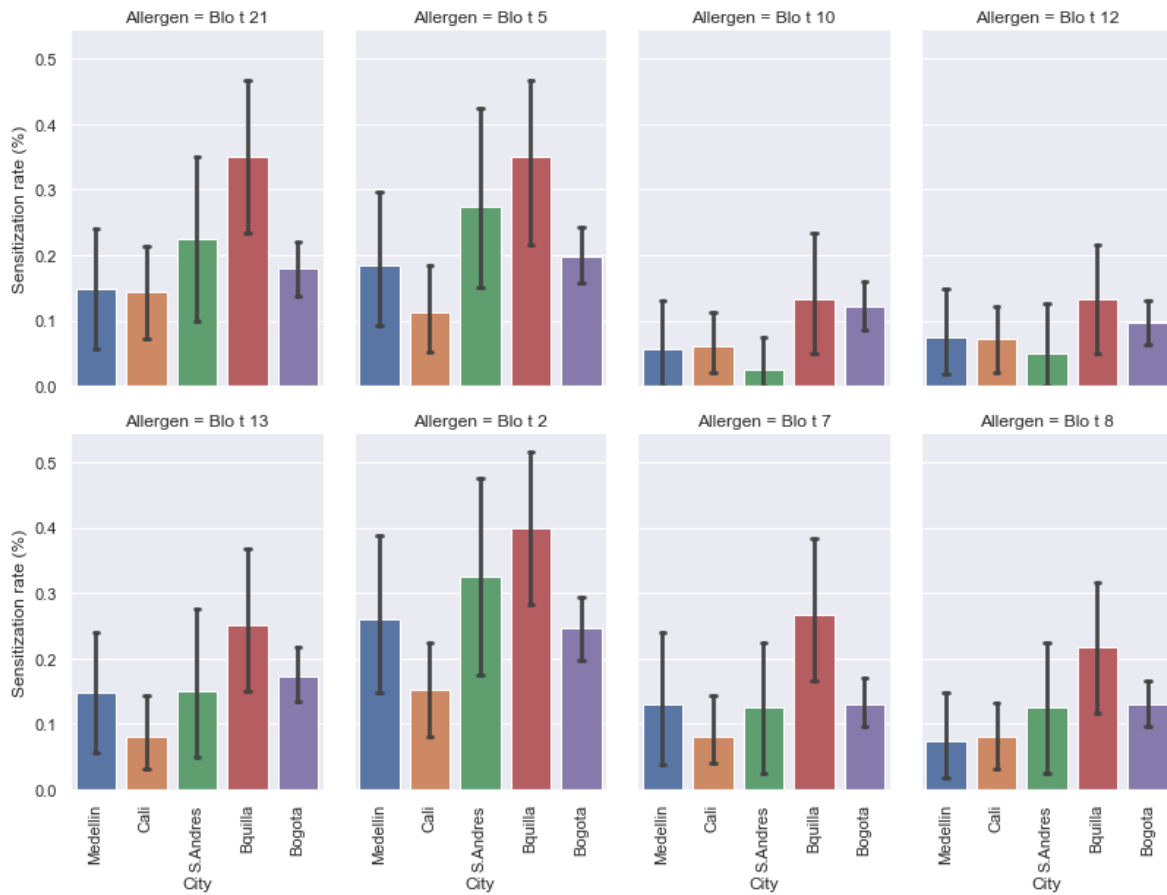 Allergen = Blo t 21
Allergen = Blo t 5
Allergen = Blo t 10
Allergen = Blo t 12
Sensitization rate (%)
0.5
0.4
0.3
0.2
0.1
0.0
Allergen = Blo t 13
Allergen = Blo t 2
Allergen = Blo t 7
Allergen = Blo t 8
Sensitization rate (%)
0.5
0.4
0.3
0.2
0.1
0.0
Medellin
Cali
S.Andres
Bquilla
Bogota
City
Medellin
Cali
S.Andres
Bquilla
Bogota
City
Medellin
Cali
S.Andres
Bquilla
Bogota
City
Medellin
Cali
S.Andres
Bquilla
Bogota
City